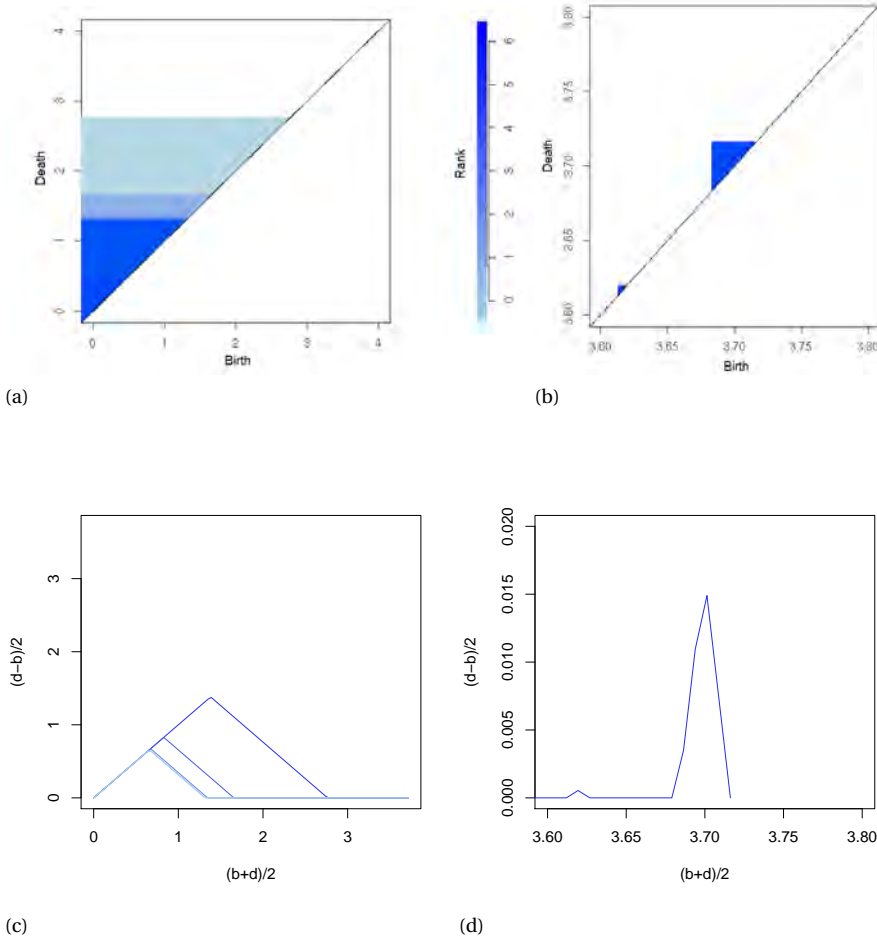 Death
0 1 2 3 4
0 1 2 3 4
Birth
Rank
0 1 2 3 4 5 6
Death
3.60 3.65 3.70 3.75 3.80
3.60 3.65 3.70 3.75 3.80
Birth
(a)
(b)
(d−b)/2
0 1 2 3
0 1 2 3
(b+d)/2
(d−b)/2
0.000 0.005 0.010 0.015 0.020
3.60 3.65 3.70 3.75 3.80
(b+d)/2
(c)
(d)